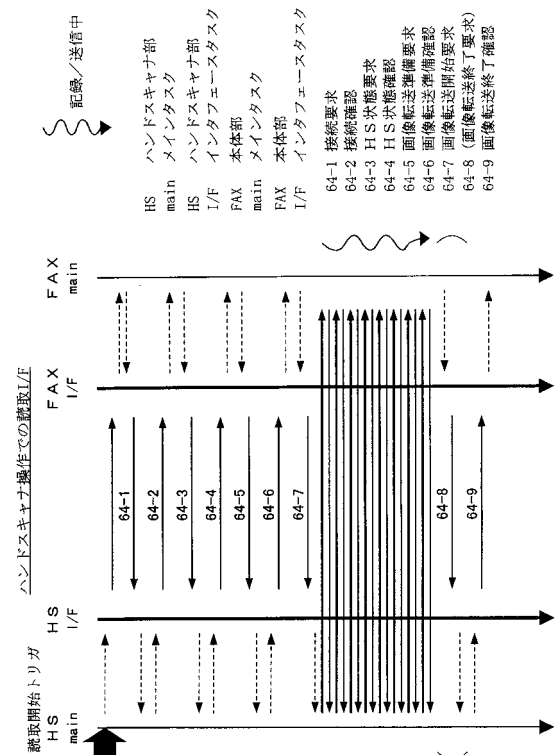 ハンドスキャナ操作での読取I/F
読取開始トリガ
HS
main
HS
I/F
FAX
I/F
FAX
main
64-1
64-2
64-3
64-4
64-5
64-6
64-7
64-8
64-9
記録／送信中
HS ハンドスキャナ部
main メインタスク
HS ハンドスキャナ部
I/F インタフェースタスク
FAX 本体部
main メインタスク
FAX 本体部
I/F インタフェースタスク
64-1 接続要求
64-2 接続確認
64-3 HS状態要求
64-4 HS状態確認
64-5 画像転送準備要求
64-6 画像転送準備確認
64-7 画像転送開始要求
64-8 (画像転送終了要求)
64-9 画像転送終了確認